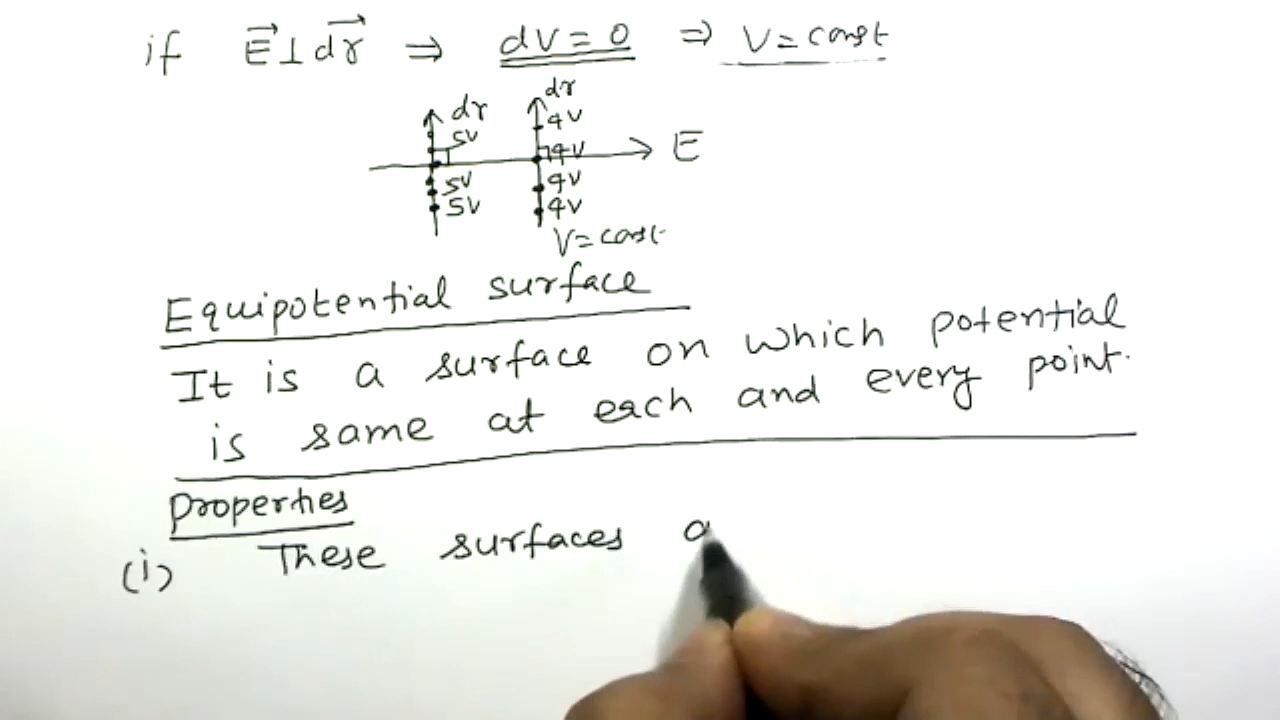 if E⃗ ⊥ dr⃗ ⇒ dV = 0 ⇒ V = const
dr dr
5V 4V
4V E
5V 4V
5V 4V
V = const
Equipotential surface
It is a surface on which potential
is same at each and every point.
Properties
(i) These surfaces a